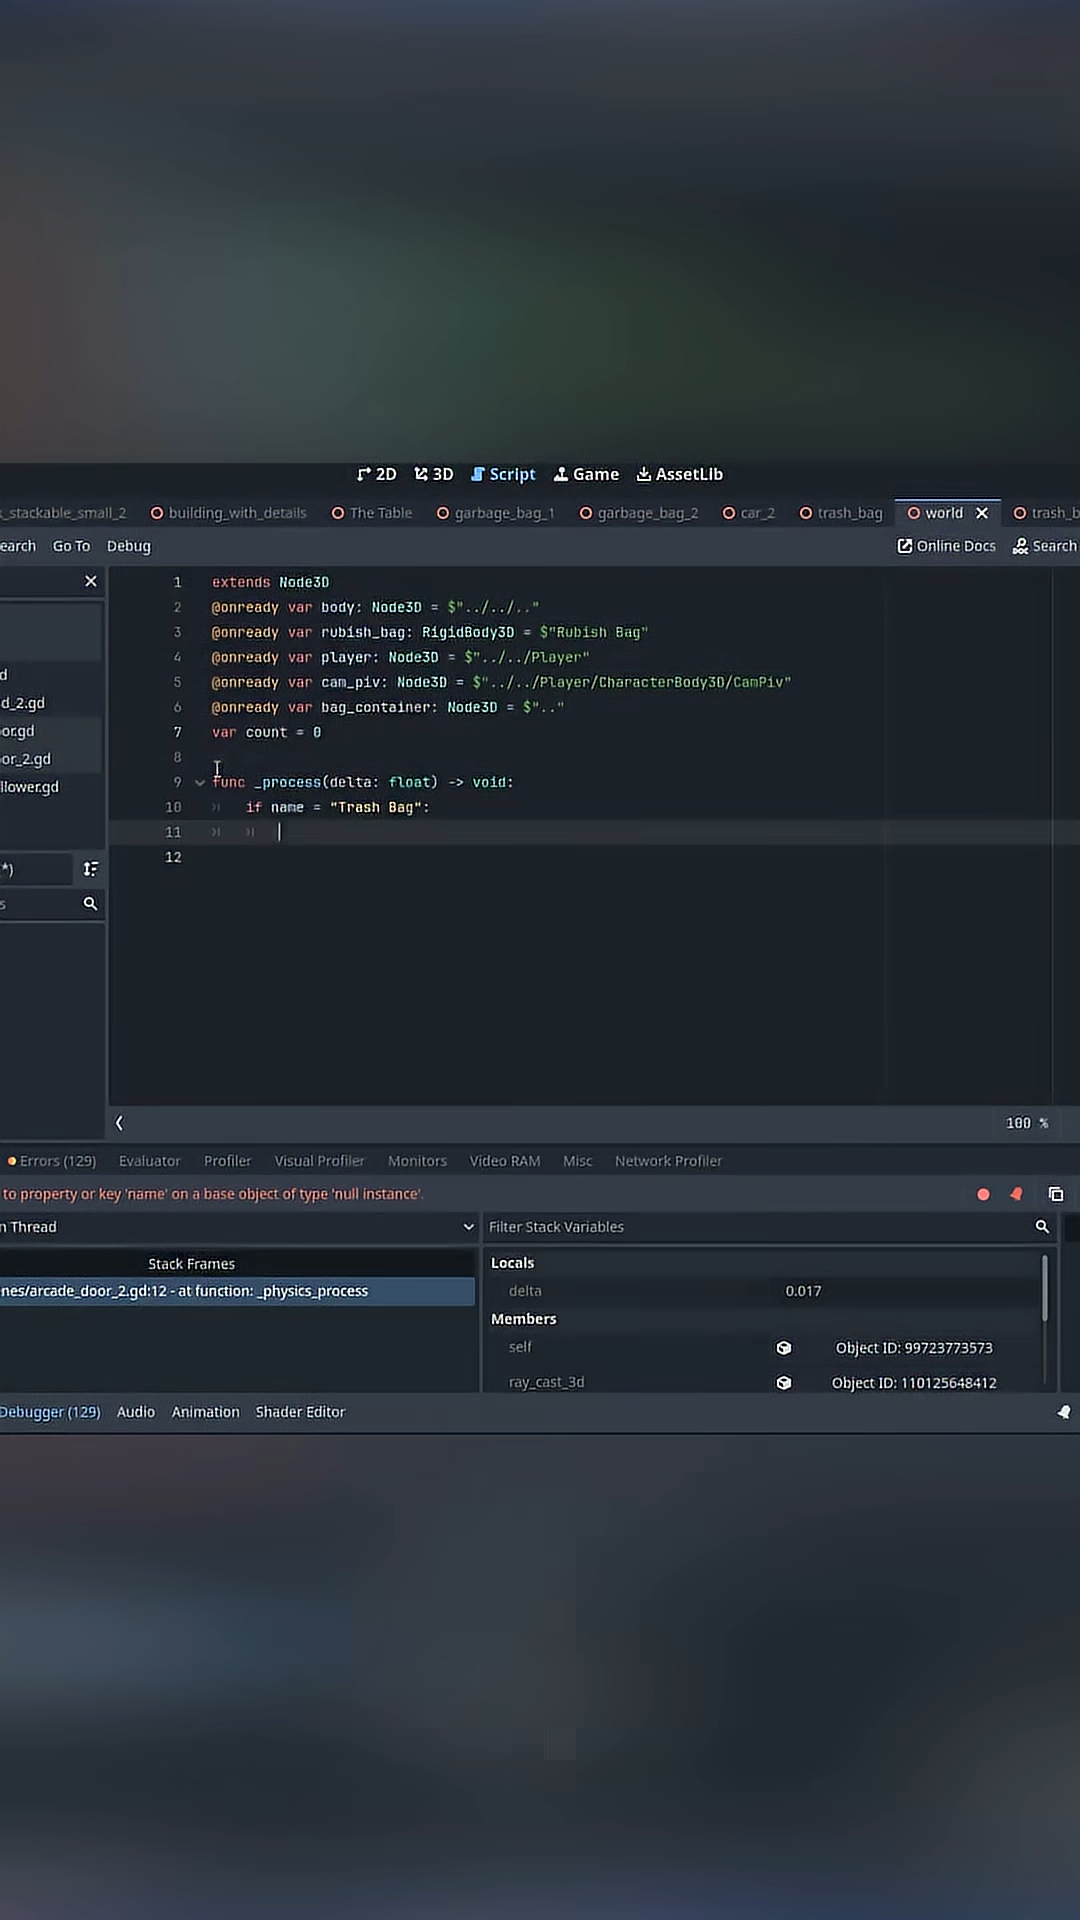 2D 3D Script Game AssetLib
_stackable_small_2 building_with_details The Table garbage_bag_1 garbage_bag_2 car_2 trash_bag world trash_b
earch Go To Debug Online Docs Search
1 extends Node3D
2 @onready var body: Node3D = $"../../.."
3 @onready var rubish_bag: RigidBody3D = $"Rubish Bag"
4 @onready var player: Node3D = $"../../Player"
5 @onready var cam_piv: Node3D = $"../../Player/CharacterBody3D/CamPiv"
6 @onready var bag_container: Node3D = $".."
7 var count = 0
8
9 func _process(delta: float) -> void:
10 if name = "Trash Bag":
11
12
d
d_2.gd
oor.gd
or_2.gd
llower.gd
*)
s
100 %
Errors (129) Evaluator Profiler Visual Profiler Monitors Video RAM Misc Network Profiler
to property or key 'name' on a base object of type 'null instance'.
n Thread Filter Stack Variables
Stack Frames
nes/arcade_door_2.gd:12 - at function: _physics_process
Locals
delta 0.017
Members
self Object ID: 99723773573
ray_cast_3d Object ID: 110125648412
Debugger (129) Audio Animation Shader Editor